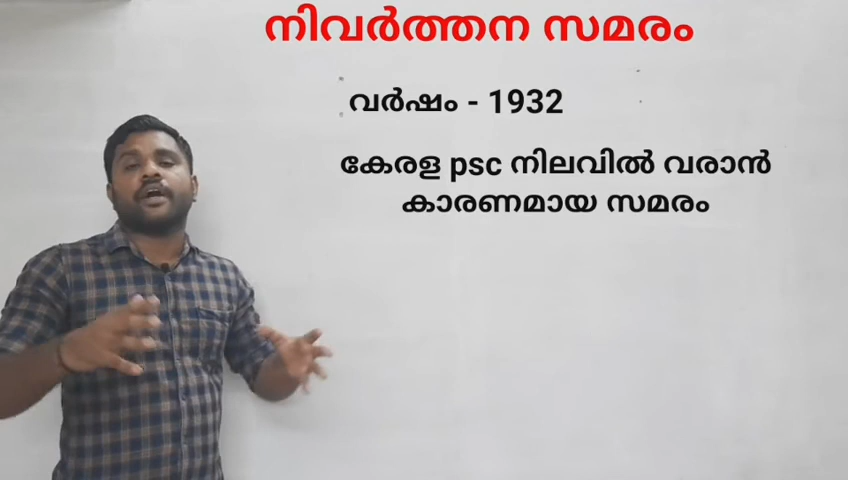 നിവർത്തന സമരം
വർഷം - 1932
കേരള psc നിലവിൽ വരാൻ
കാരണമായ സമരം